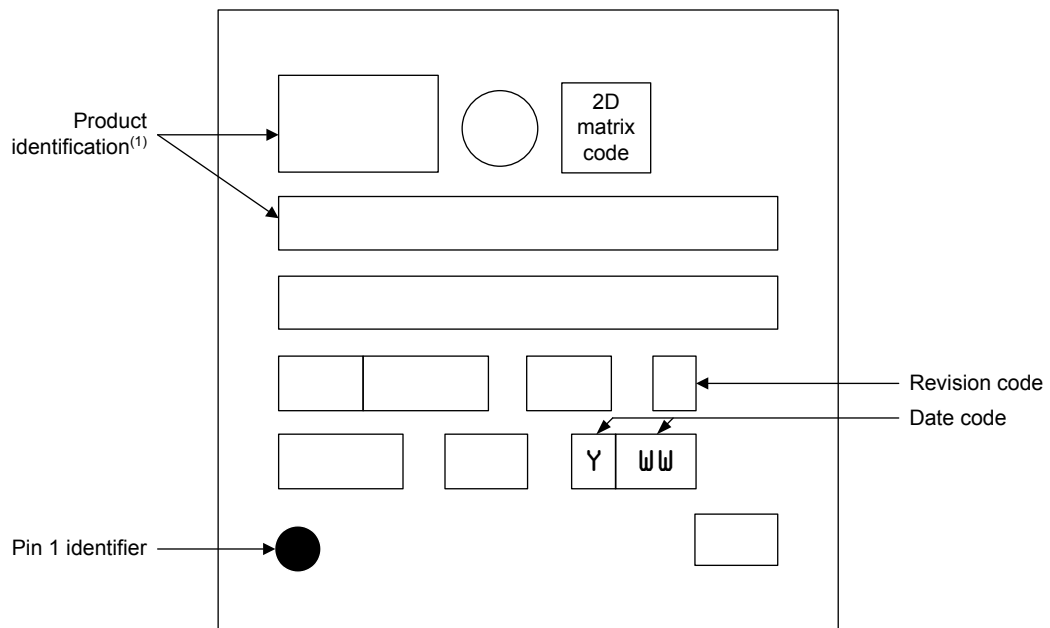 2D
matrix
code
Product
identification(1)
Revision code
Date code
Y WW
Pin 1 identifier